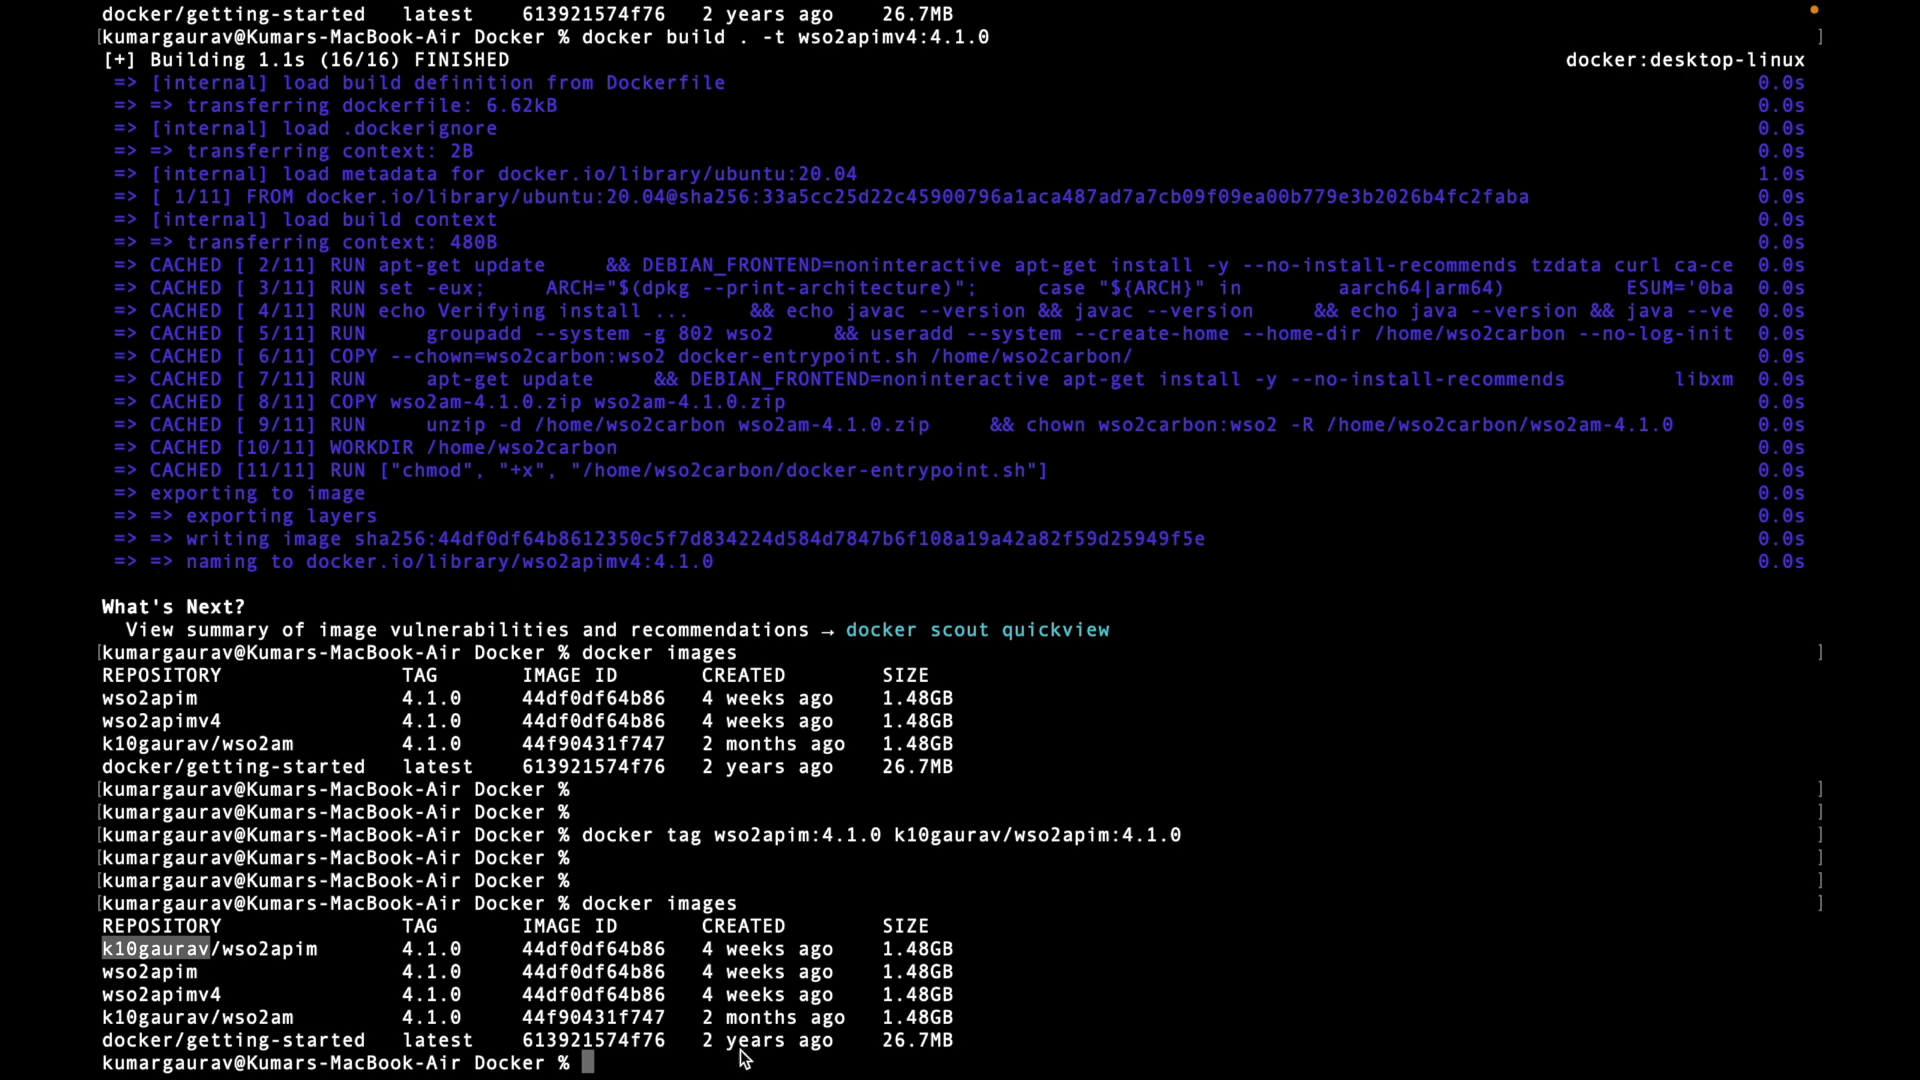 docker/getting-started   latest    613921574f76   2 years ago    26.7MB
[kumargaurav@Kumars-MacBook-Air Docker % docker build . -t wso2apimv4:4.1.0 ]
[+] Building 1.1s (16/16) FINISHED docker:desktop-linux
=> [internal] load build definition from Dockerfile 0.0s
=> => transferring dockerfile: 6.62kB 0.0s
=> [internal] load .dockerignore 0.0s
=> => transferring context: 2B 0.0s
=> [internal] load metadata for docker.io/library/ubuntu:20.04 1.0s
=> [ 1/11] FROM docker.io/library/ubuntu:20.04@sha256:33a5cc25d22c45900796a1aca487ad7a7cb09f09ea00b779e3b2026b4fc2faba 0.0s
=> [internal] load build context 0.0s
=> => transferring context: 480B 0.0s
=> CACHED [ 2/11] RUN apt-get update     && DEBIAN_FRONTEND=noninteractive apt-get install -y --no-install-recommends tzdata curl ca-ce 0.0s
=> CACHED [ 3/11] RUN set -eux;     ARCH="$(dpkg --print-architecture)";     case "${ARCH}" in        aarch64|arm64)          ESUM='0ba 0.0s
=> CACHED [ 4/11] RUN echo Verifying install ...     && echo javac --version && javac --version     && echo java --version && java --ve 0.0s
=> CACHED [ 5/11] RUN     groupadd --system -g 802 wso2     && useradd --system --create-home --home-dir /home/wso2carbon --no-log-init 0.0s
=> CACHED [ 6/11] COPY --chown=wso2carbon:wso2 docker-entrypoint.sh /home/wso2carbon/ 0.0s
=> CACHED [ 7/11] RUN     apt-get update     && DEBIAN_FRONTEND=noninteractive apt-get install -y --no-install-recommends         libxm 0.0s
=> CACHED [ 8/11] COPY wso2am-4.1.0.zip wso2am-4.1.0.zip 0.0s
=> CACHED [ 9/11] RUN     unzip -d /home/wso2carbon wso2am-4.1.0.zip     && chown wso2carbon:wso2 -R /home/wso2carbon/wso2am-4.1.0 0.0s
=> CACHED [10/11] WORKDIR /home/wso2carbon 0.0s
=> CACHED [11/11] RUN ["chmod", "+x", "/home/wso2carbon/docker-entrypoint.sh"] 0.0s
=> exporting to image 0.0s
=> => exporting layers 0.0s
=> => writing image sha256:44df0df64b8612350c5f7d834224d584d7847b6f108a19a42a82f59d25949f5e 0.0s
=> => naming to docker.io/library/wso2apimv4:4.1.0 0.0s
What's Next?
View summary of image vulnerabilities and recommendations → docker scout quickview
[kumargaurav@Kumars-MacBook-Air Docker % docker images ]
REPOSITORY               TAG       IMAGE ID       CREATED        SIZE
wso2apim                 4.1.0     44df0df64b86   4 weeks ago    1.48GB
wso2apimv4               4.1.0     44df0df64b86   4 weeks ago    1.48GB
k10gaurav/wso2am         4.1.0     44f90431f747   2 months ago   1.48GB
docker/getting-started   latest    613921574f76   2 years ago    26.7MB
[kumargaurav@Kumars-MacBook-Air Docker % ]
[kumargaurav@Kumars-MacBook-Air Docker % ]
[kumargaurav@Kumars-MacBook-Air Docker % docker tag wso2apim:4.1.0 k10gaurav/wso2apim:4.1.0 ]
[kumargaurav@Kumars-MacBook-Air Docker % ]
[kumargaurav@Kumars-MacBook-Air Docker % ]
[kumargaurav@Kumars-MacBook-Air Docker % docker images ]
REPOSITORY               TAG       IMAGE ID       CREATED        SIZE
k10gaurav/wso2apim       4.1.0     44df0df64b86   4 weeks ago    1.48GB
wso2apim                 4.1.0     44df0df64b86   4 weeks ago    1.48GB
wso2apimv4               4.1.0     44df0df64b86   4 weeks ago    1.48GB
k10gaurav/wso2am         4.1.0     44f90431f747   2 months ago   1.48GB
docker/getting-started   latest    613921574f76   2 years ago    26.7MB
kumargaurav@Kumars-MacBook-Air Docker %